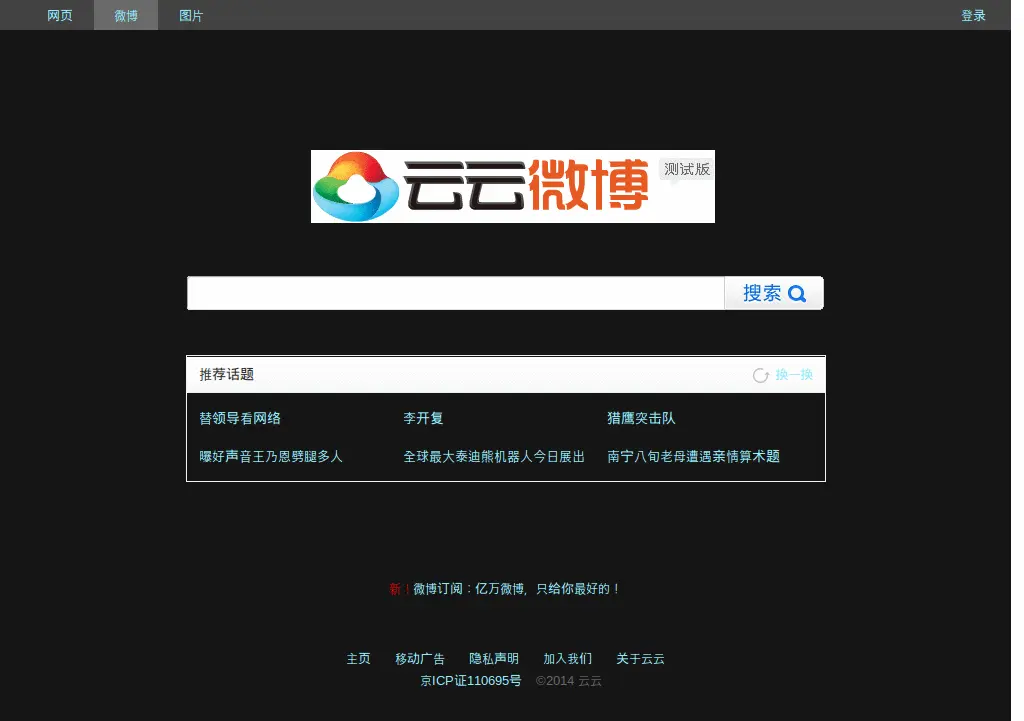 网页 微博 图片 登录
云云微博 测试版
搜索
推荐话题 换一换
替领导看网络 李开复 猎鹰突击队
曝好声音王乃恩劈腿多人 全球最大泰迪熊机器人今日展出 南宁八旬老母遭遇亲情算术题
新！微博订阅：亿万微博，只给你最好的！
主页 移动广告 隐私声明 加入我们 关于云云
京ICP证110695号 ©2014 云云